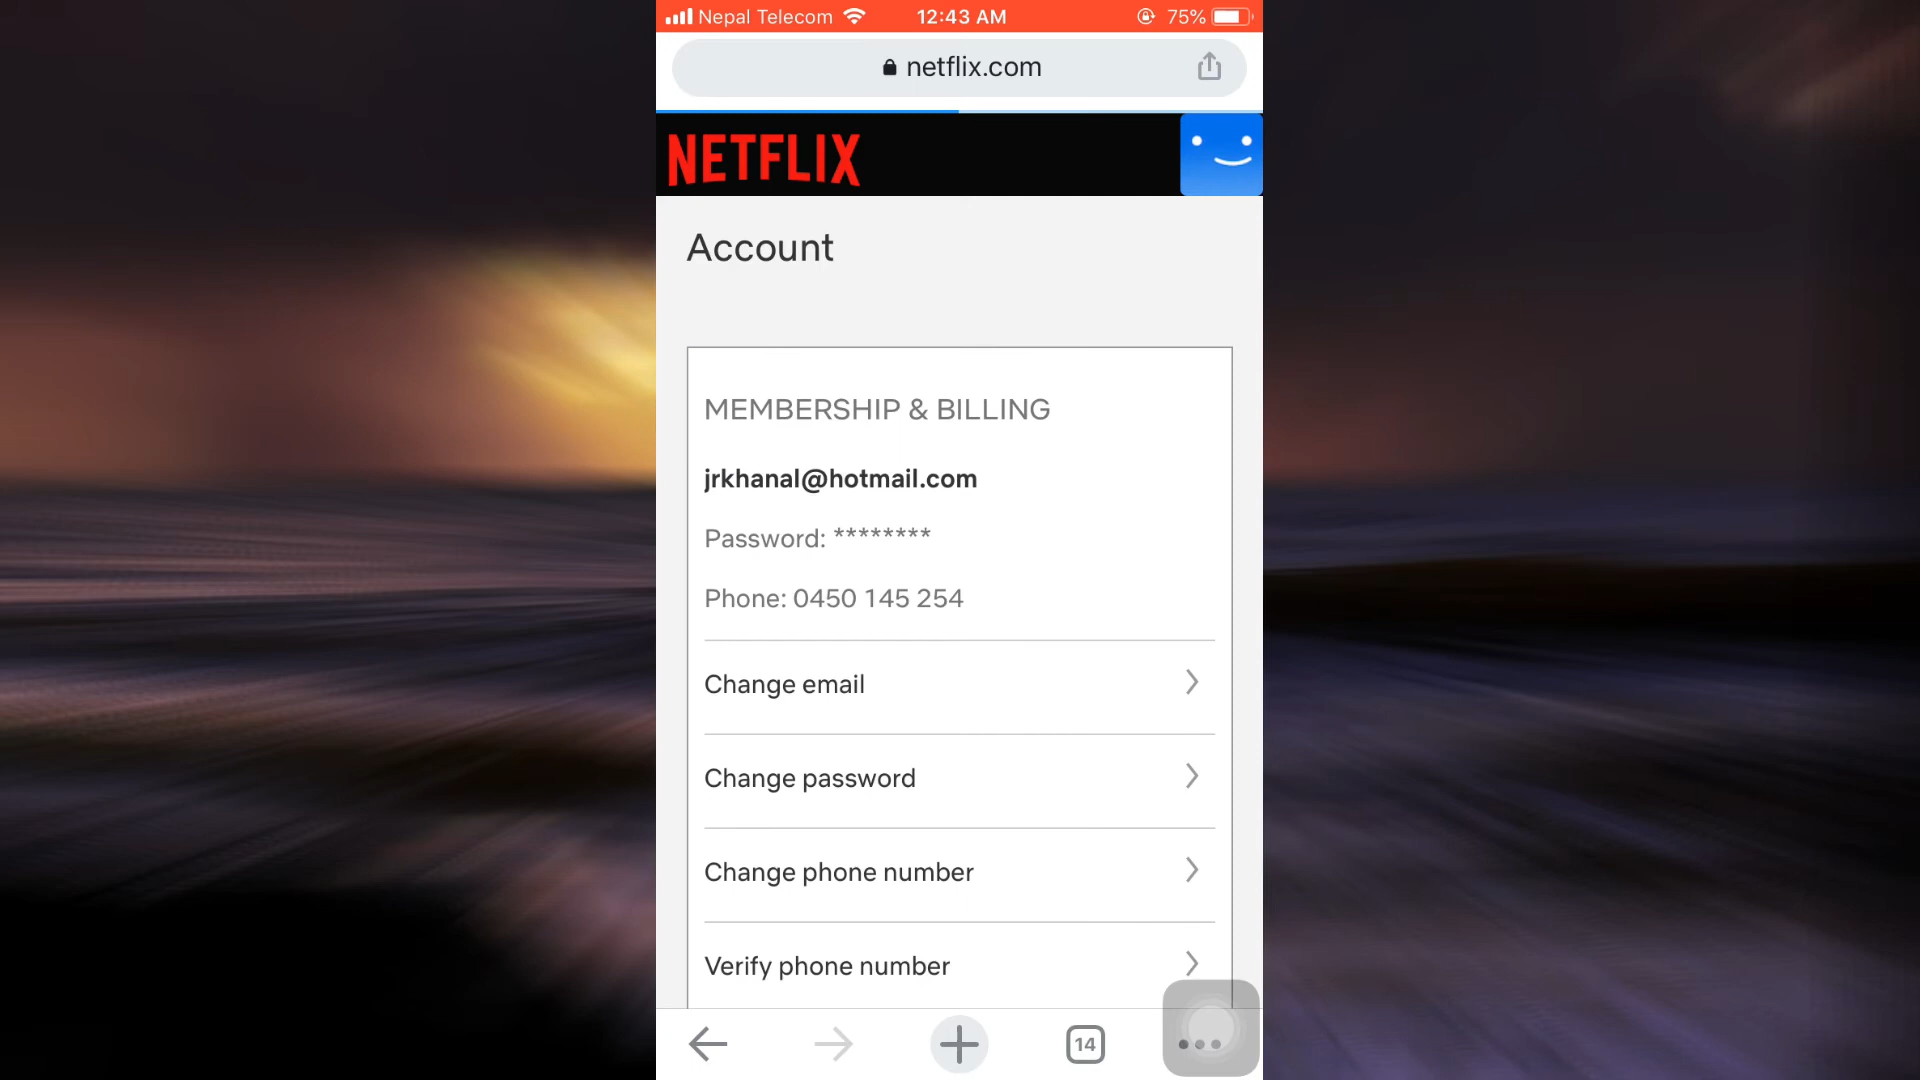 Nepal Telecom 12:43 AM 75%
netflix.com
NETFLIX
Account
MEMBERSHIP & BILLING
jrkhanal@hotmail.com
Password: ********
Phone: 0450 145 254
Change email
Change password
Change phone number
Verify phone number
14